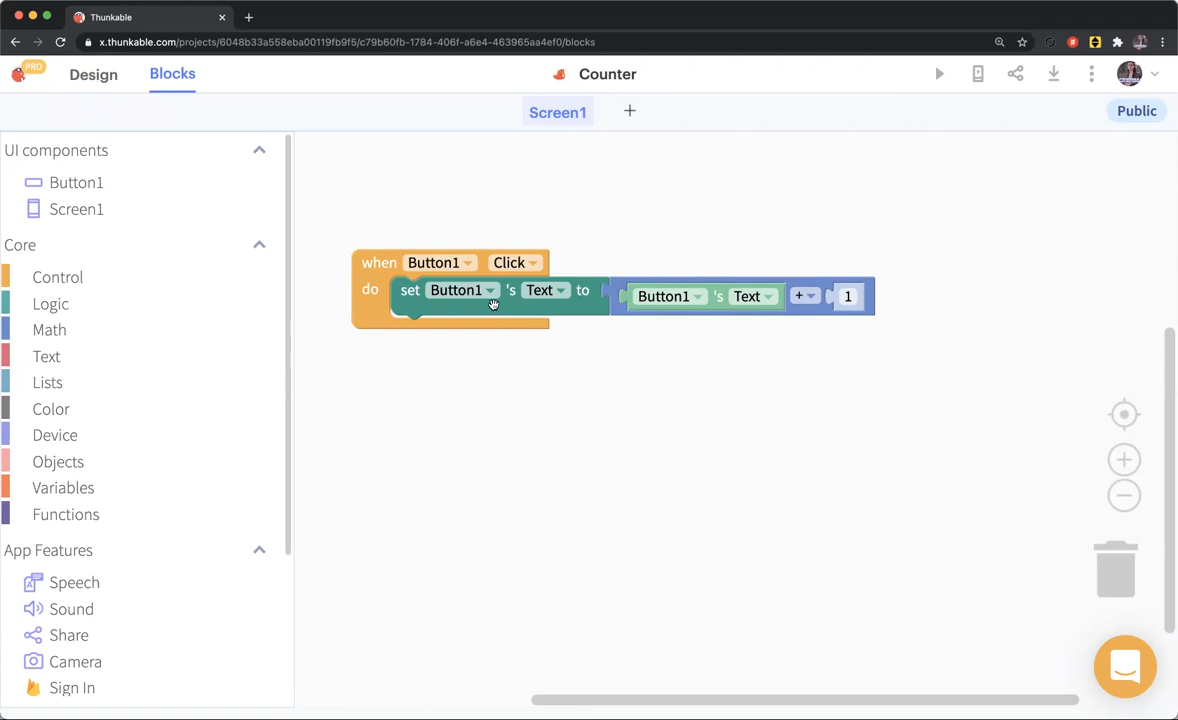 Thunkable
x.thunkable.com/projects/6048b33a558eba00119fb9f5/c79b60fb-1784-406f-a6e4-463965aa4ef0/blocks
PRO
Design
Blocks
Counter
Screen1
Public
UI components
Button1
Screen1
Core
Control
Logic
Math
Text
Lists
Color
Device
Objects
Variables
Functions
App Features
Speech
Sound
Share
Camera
Sign In
when Button1 Click
do set Button1 's Text to Button1 's Text + 1